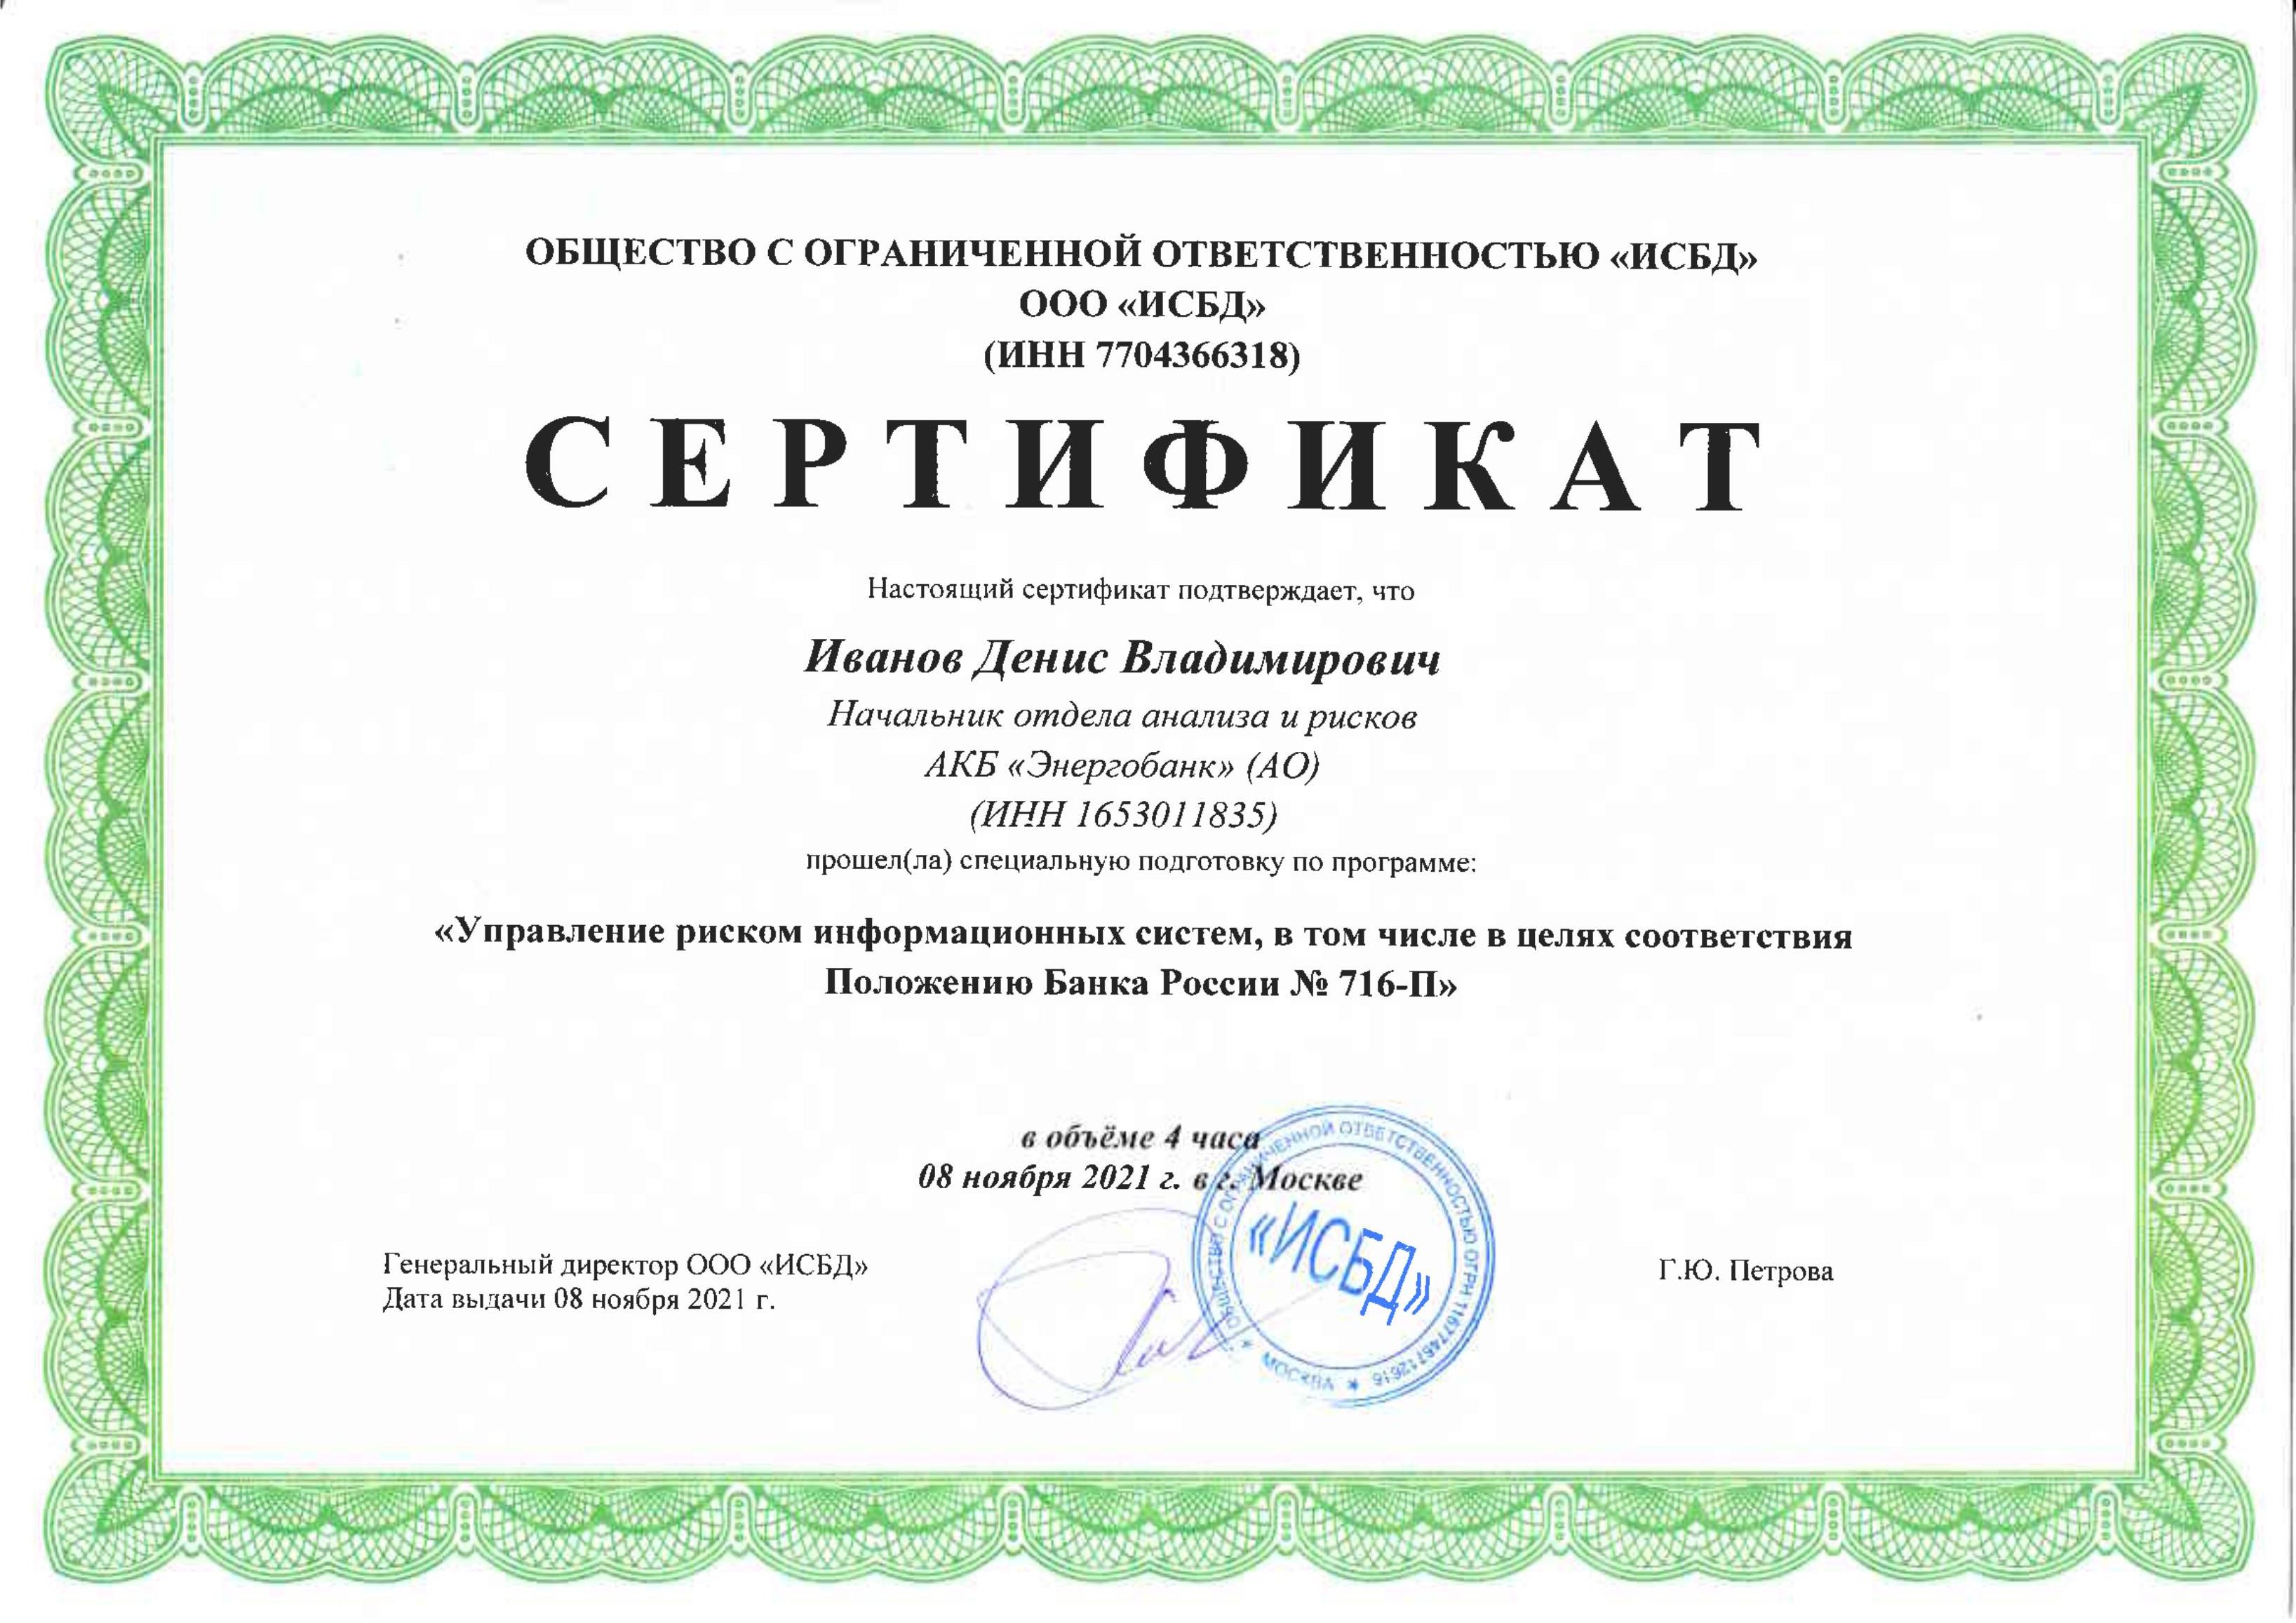 ОБЩЕСТВО С ОГРАНИЧЕННОЙ ОТВЕТСТВЕННОСТЬЮ «ИСБД»
ООО «ИСБД»
(ИНН 7704366318)
СЕРТИФИКАТ
Настоящий сертификат подтверждает, что
Иванов Денис Владимирович
Начальник отдела анализа и рисков
АКБ «Энергобанк» (АО)
(ИНН 1653011835)
прошел(ла) специальную подготовку по программе:
«Управление риском информационных систем, в том числе в целях соответствия
Положению Банка России № 716-П»
в объёме 4 часа
08 ноября 2021 г. в г. Москве
Генеральный директор ООО «ИСБД»
Дата выдачи 08 ноября 2021 г.
Г.Ю. Петрова
ОБЩЕСТВО С ОГРАНИЧЕННОЙ ОТВЕТСТВЕННОСТЬЮ ОГРН
«ИСБД»
МОСКВА